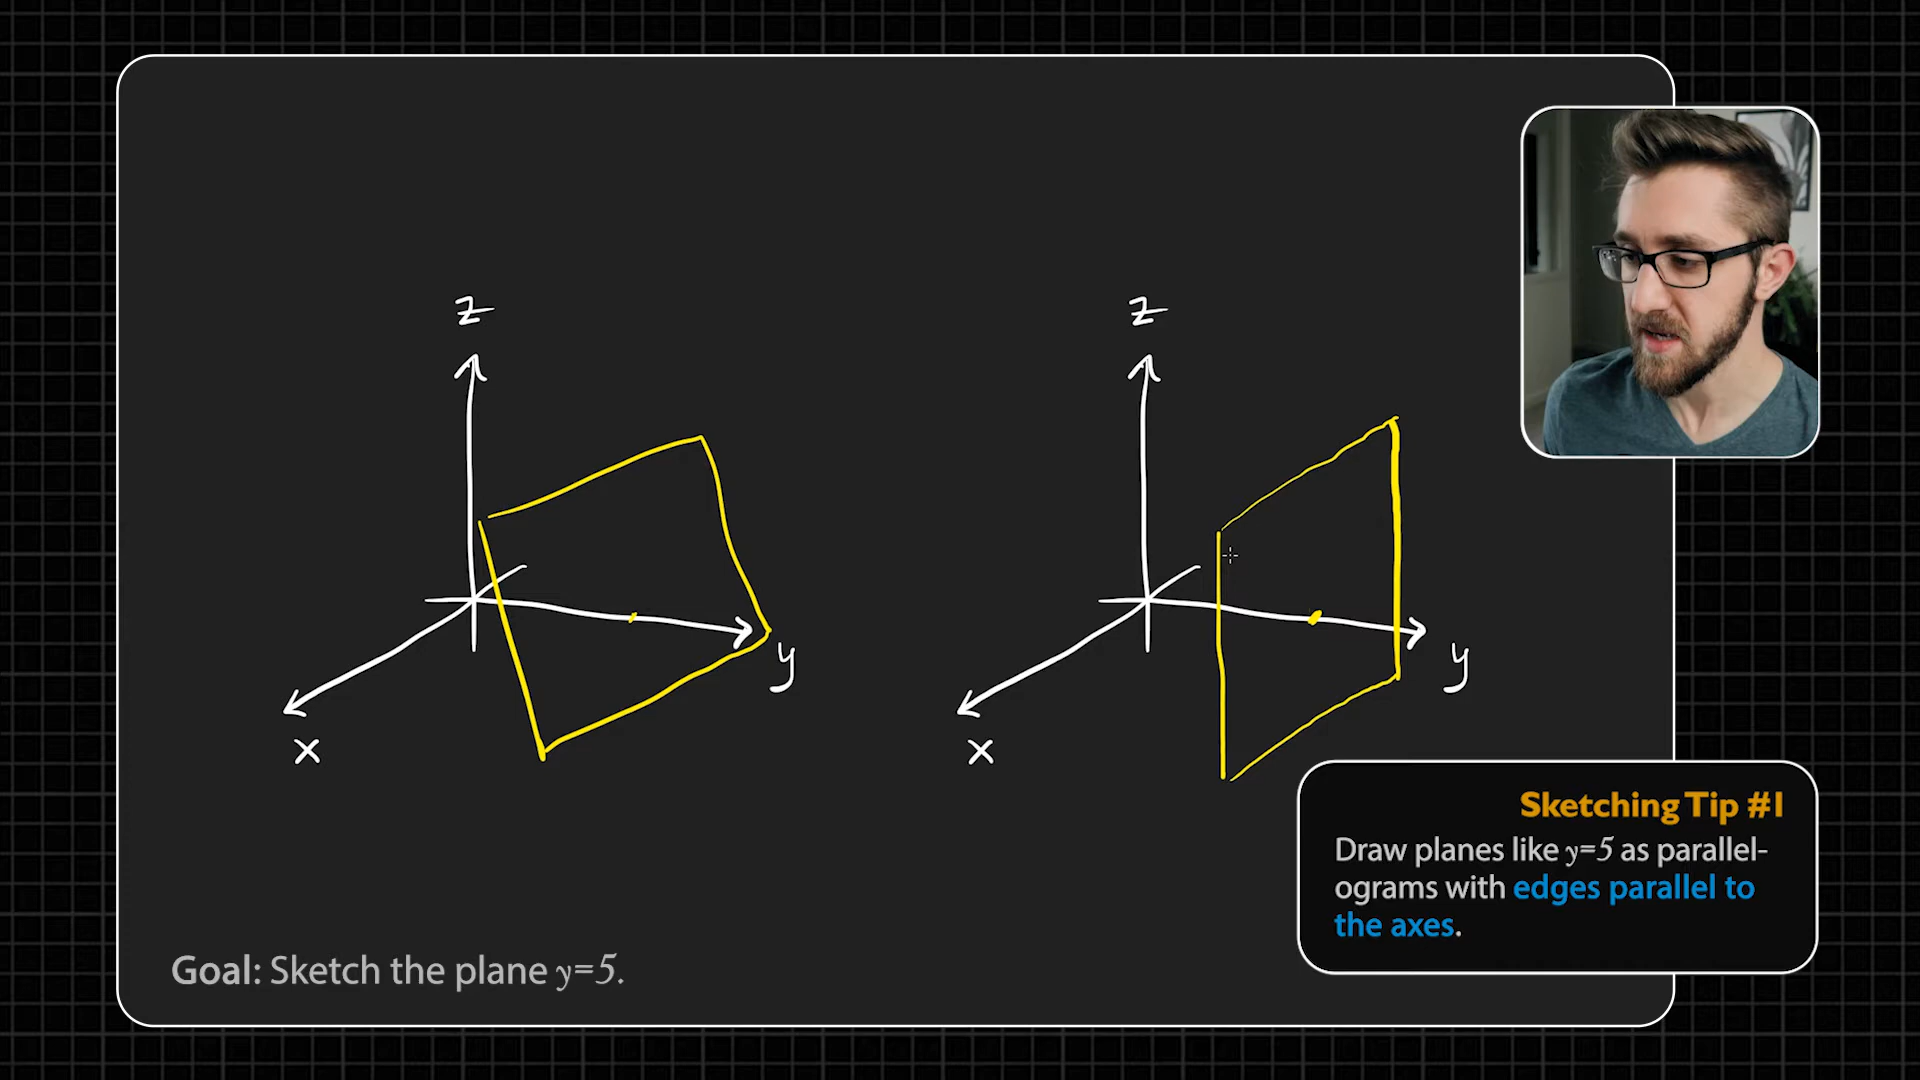 z
z
y
y
x
x
Sketching Tip #1
Draw planes like y=5 as parallel-
ograms with edges parallel to
the axes.
Goal: Sketch the plane y=5.